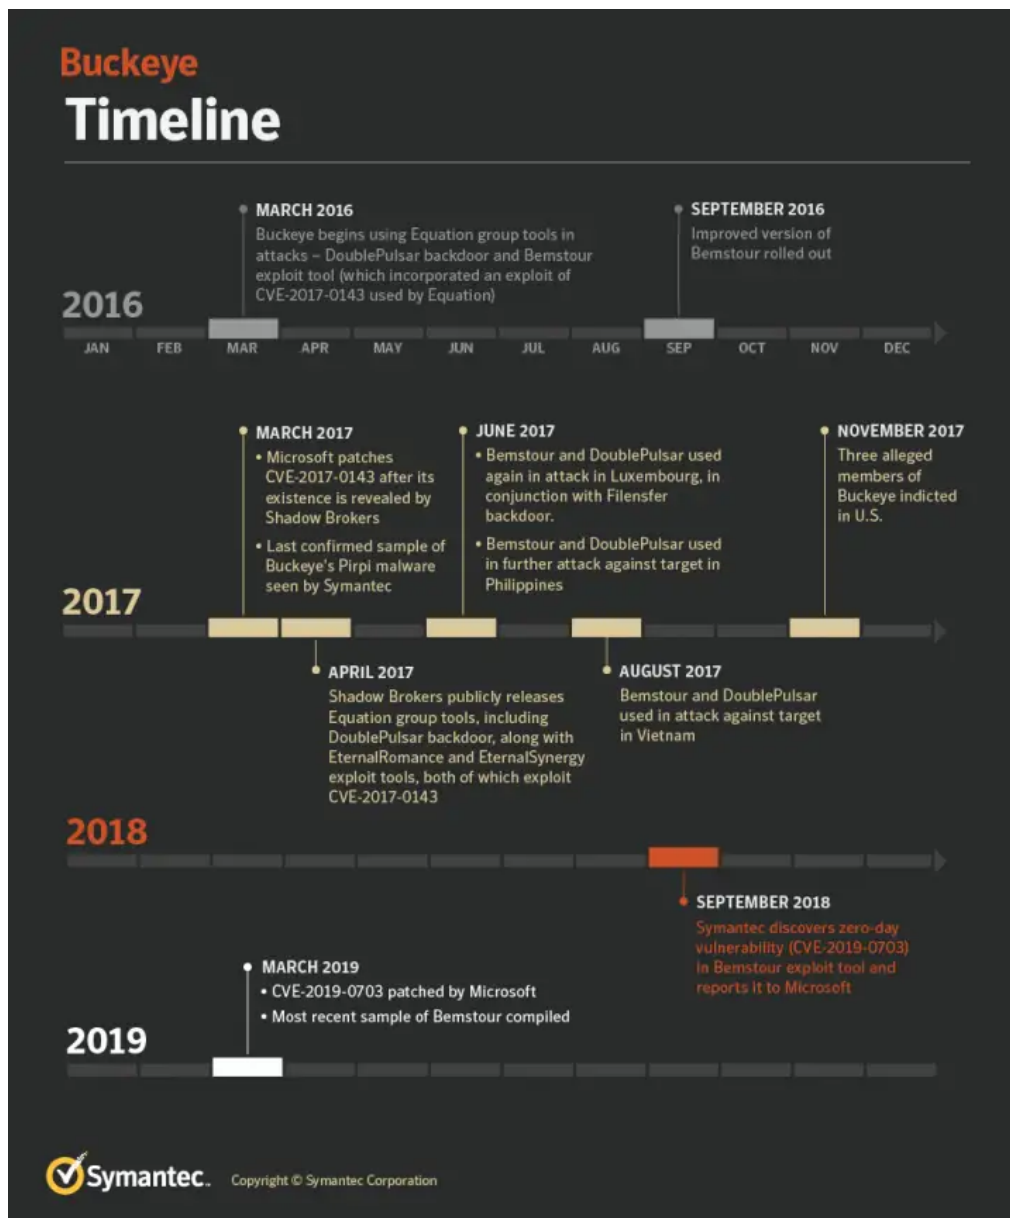 Buckeye
Timeline
MARCH 2016
Buckeye begins using Equation group tools in
attacks – DoublePulsar backdoor and Bemstour
exploit tool (which incorporated an exploit of
CVE-2017-0143 used by Equation)
SEPTEMBER 2016
Improved version of
Bemstour rolled out
2016
JAN FEB MAR APR MAY JUN JUL AUG SEP OCT NOV DEC
MARCH 2017
• Microsoft patches
CVE-2017-0143 after its
existence is revealed by
Shadow Brokers
• Last confirmed sample of
Buckeye's Pirpi malware
seen by Symantec
JUNE 2017
• Bemstour and DoublePulsar used
again in attack in Luxembourg, in
conjunction with Filensfer
backdoor.
• Bemstour and DoublePulsar used
in further attack against target in
Philippines
NOVEMBER 2017
Three alleged
members of
Buckeye indicted
in U.S.
2017
APRIL 2017
Shadow Brokers publicly releases
Equation group tools, including
DoublePulsar backdoor, along with
EternalRomance and EternalSynergy
exploit tools, both of which exploit
CVE-2017-0143
AUGUST 2017
Bemstour and DoublePulsar
used in attack against target
in Vietnam
2018
SEPTEMBER 2018
Symantec discovers zero-day
vulnerability (CVE-2019-0703)
in Bemstour exploit tool and
reports it to Microsoft
MARCH 2019
• CVE-2019-0703 patched by Microsoft
• Most recent sample of Bemstour compiled
2019
Symantec™
Copyright © Symantec Corporation